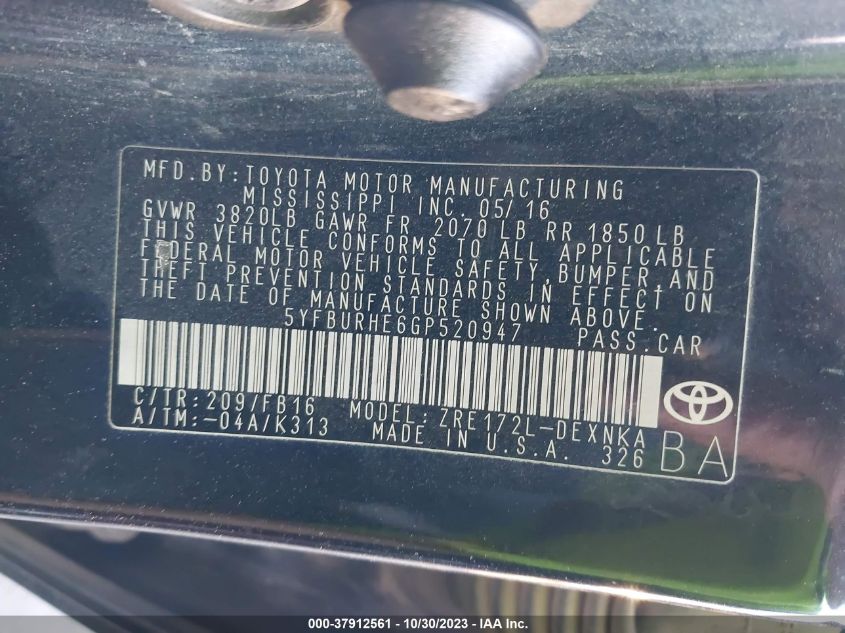 MFD. BY: TOYOTA MOTOR MANUFACTURING
MISSISSIPPI INC. 05/16
GVWR 3820LB GAWR FR 2070 LB RR 1850 LB
THIS VEHICLE CONFORMS TO ALL APPLICABLE
FEDERAL MOTOR VEHICLE SAFETY, BUMPER, AND
THEFT PREVENTION STANDARDS IN EFFECT ON
THE DATE OF MANUFACTURE SHOWN ABOVE.
5YFBURHE6GP520947 PASS. CAR
C/TR: 209/FB16 MODEL: ZRE172L-DEXNKA
A/TM: -04A/K313 MADE IN U.S.A. 326 BA
000-37912561 - 10/30/2023 - IAA Inc.